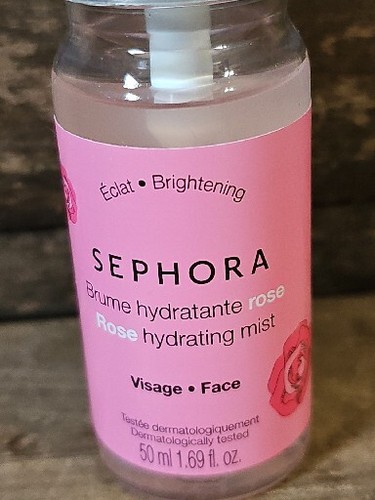 Éclat • Brightening
SEPHORA
Brume hydratante rose
Rose hydrating mist
Visage • Face
Testée dermatologiquement
Dermatologically tested
50 ml 1.69 fl. oz.